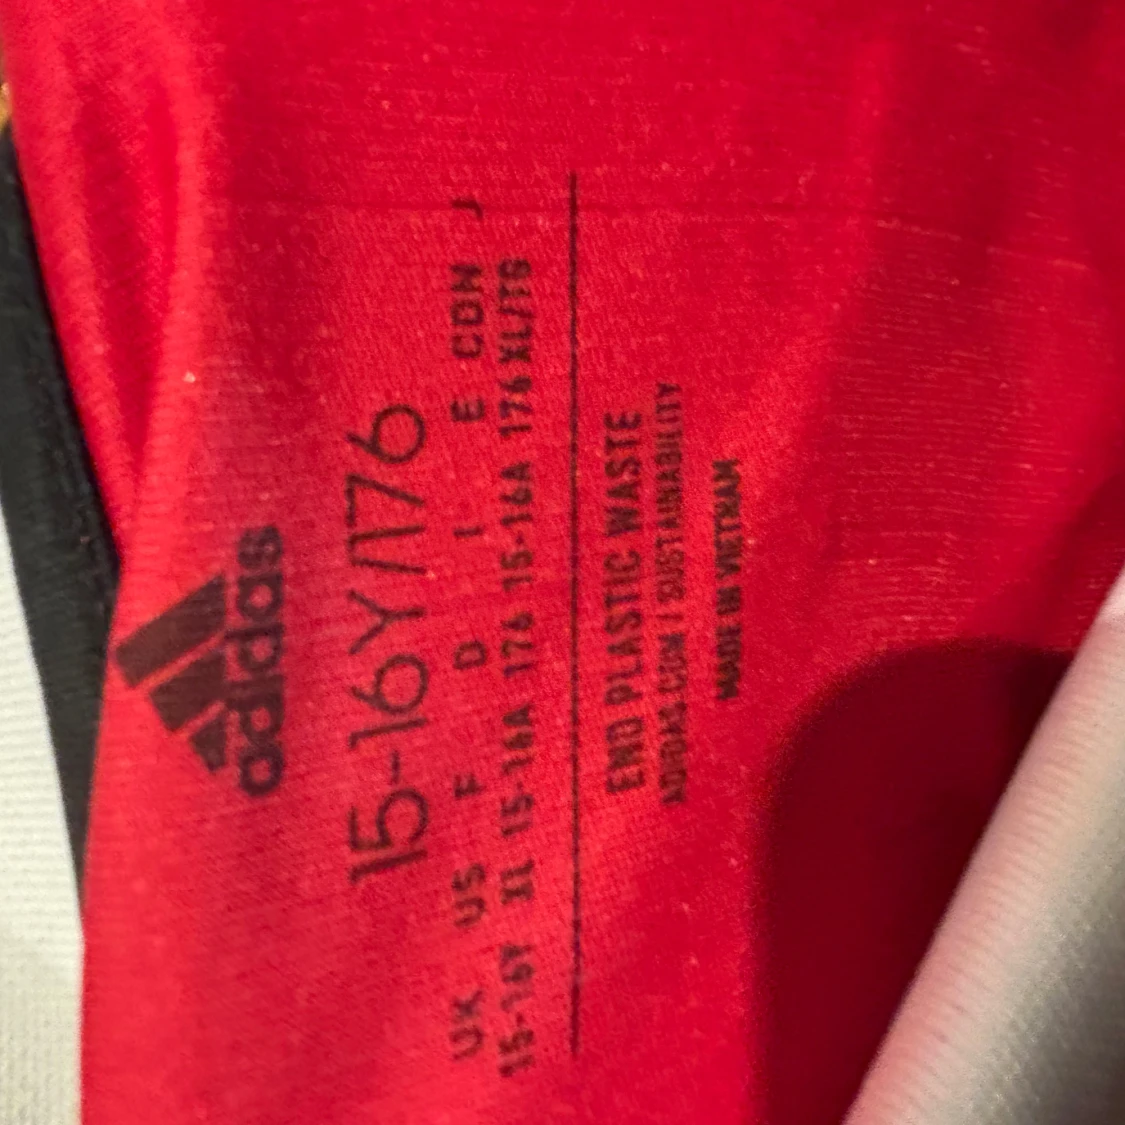 adidas
15-16Y/176
UK US F D I E CDN J
15-16Y XL 15-16A 176 15-16A 176 XL/TG
END PLASTIC WASTE
ADIDAS.COM / SUSTAINABILITY
MADE IN VIETNAM